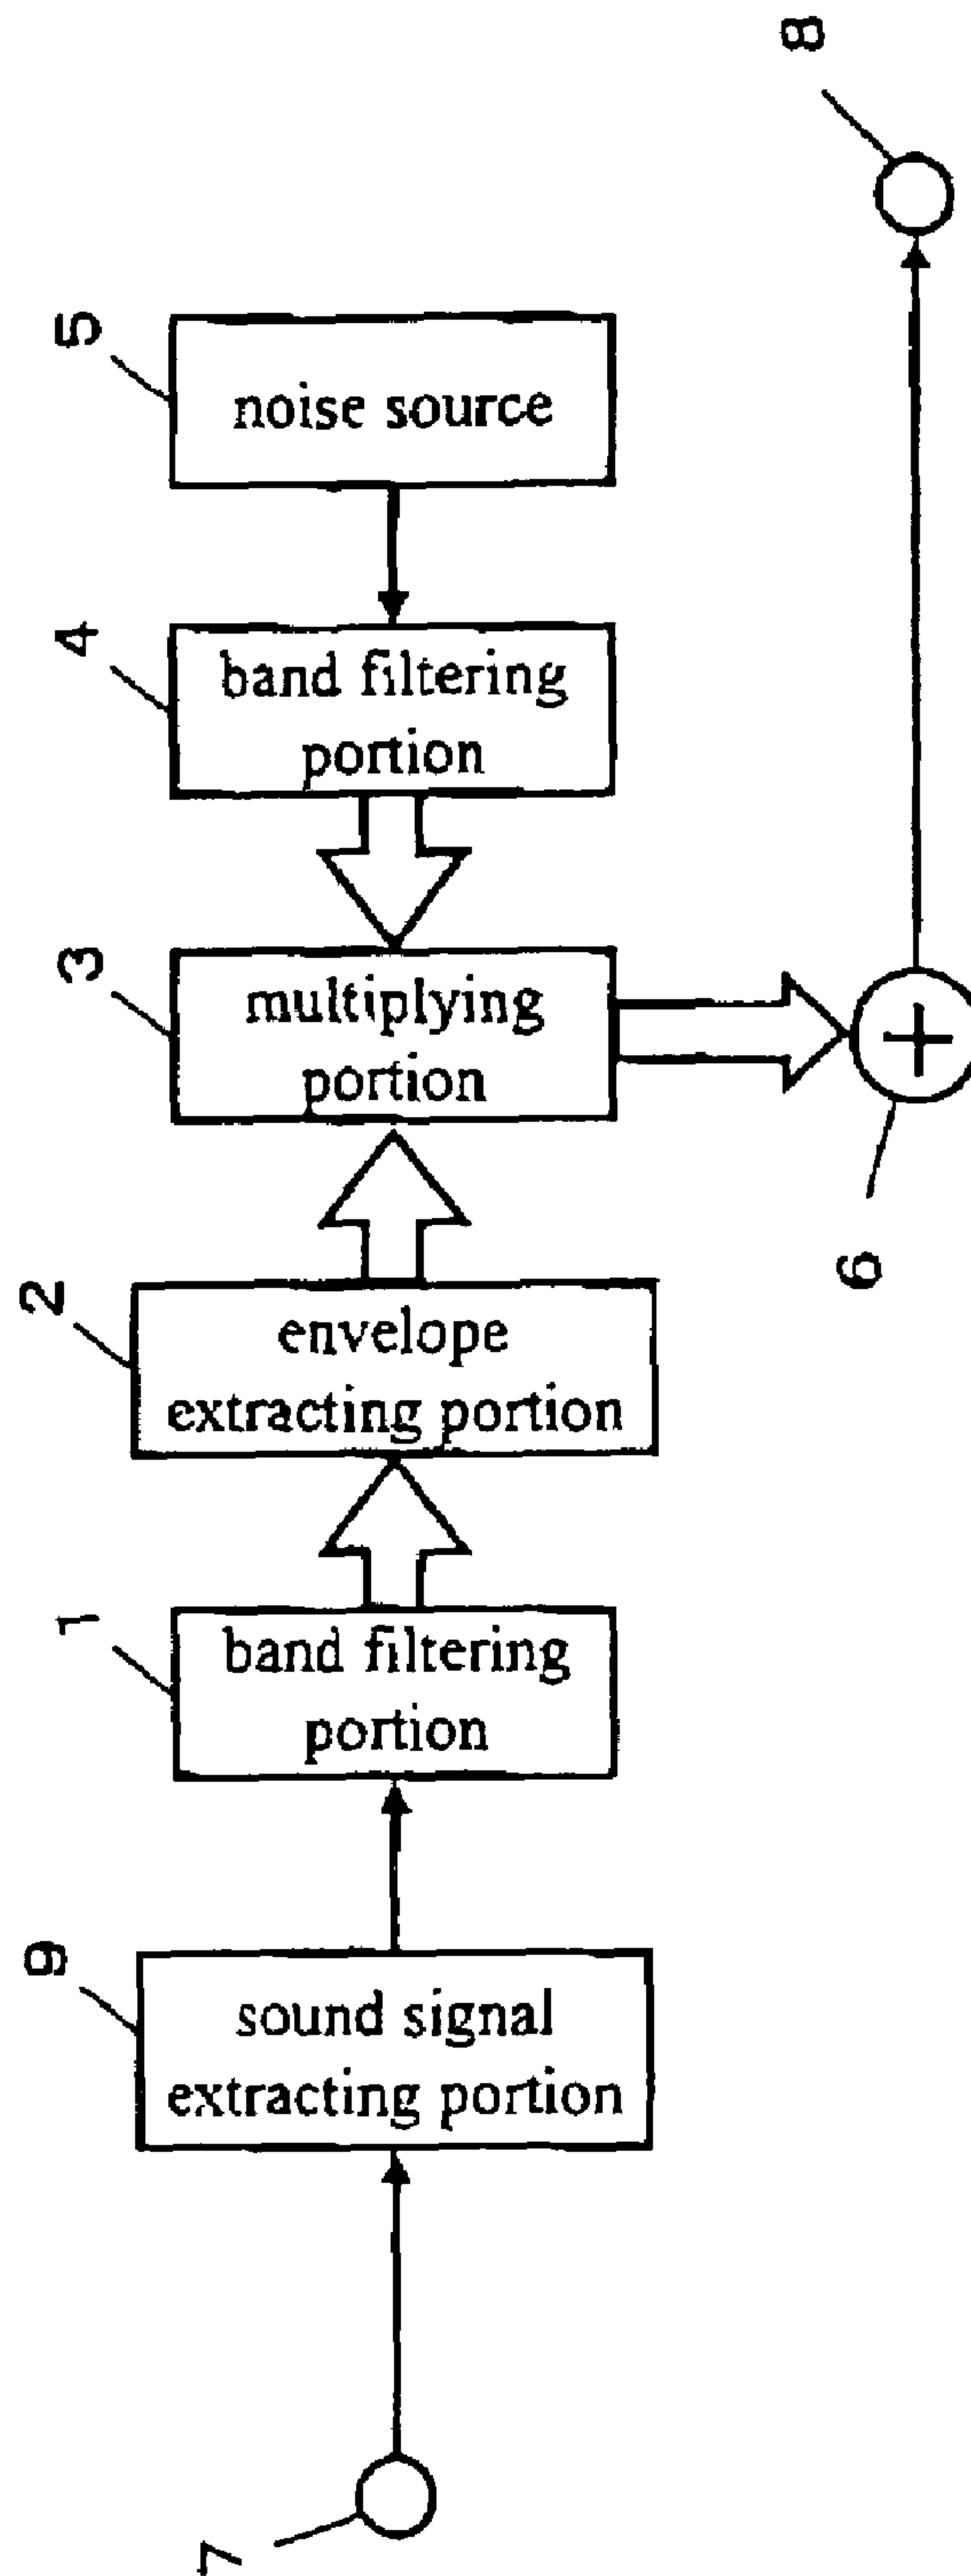 8
5
noise source
4
band filtering
portion
3
multiplying
portion
+
6
2
envelope
extracting portion
1
band filtering
portion
9
sound signal
extracting portion
7